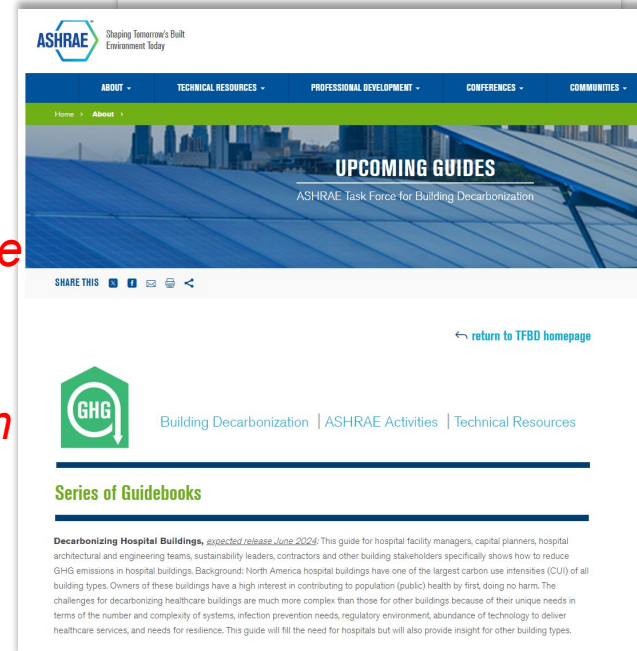 ASHRAE
Shaping Tomorrow's Built
Environment Today
ABOUT TECHNICAL RESOURCES PROFESSIONAL DEVELOPMENT CONFERENCES COMMUNITIES
Home > About >
UPCOMING GUIDES
ASHRAE Task Force for Building Decarbonization
e
SHARE THIS
return to TFBD homepage
GHG
n
Building Decarbonization | ASHRAE Activities | Technical Resources
Series of Guidebooks
Decarbonizing Hospital Buildings, expected release June 2024: This guide for hospital facility managers, capital planners, hospital
architectural and engineering teams, sustainability leaders, contractors and other building stakeholders specifically shows how to reduce
GHG emissions in hospital buildings. Background: North America hospital buildings have one of the largest carbon use intensities (CUI) of all
building types. Owners of these buildings have a high interest in contributing to population (public) health by first, doing no harm. The
challenges for decarbonizing healthcare buildings are much more complex than those for other buildings because of their unique needs in
terms of the number and complexity of systems, infection prevention needs, regulatory environment, abundance of technology to deliver
healthcare services, and needs for resilience. This guide will fill the need for hospitals but will also provide insight for other building types.